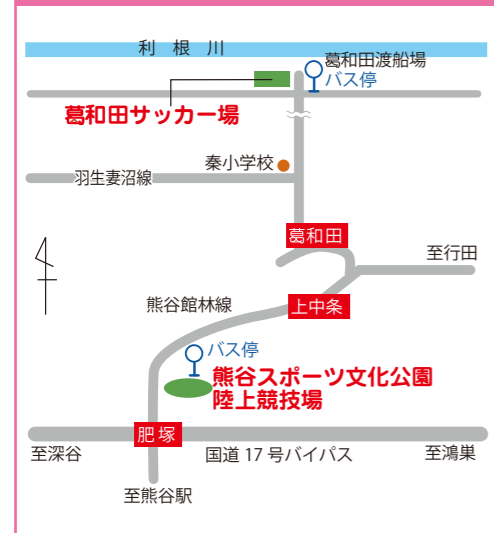 利根川
葛和田渡船場
バス停
葛和田サッカー場
秦小学校
羽生妻沼線
葛和田
至行田
熊谷館林線
上中条
バス停
熊谷スポーツ文化公園
陸上競技場
肥塚
至深谷
国道 17 号バイパス
至鴻巣
至熊谷駅